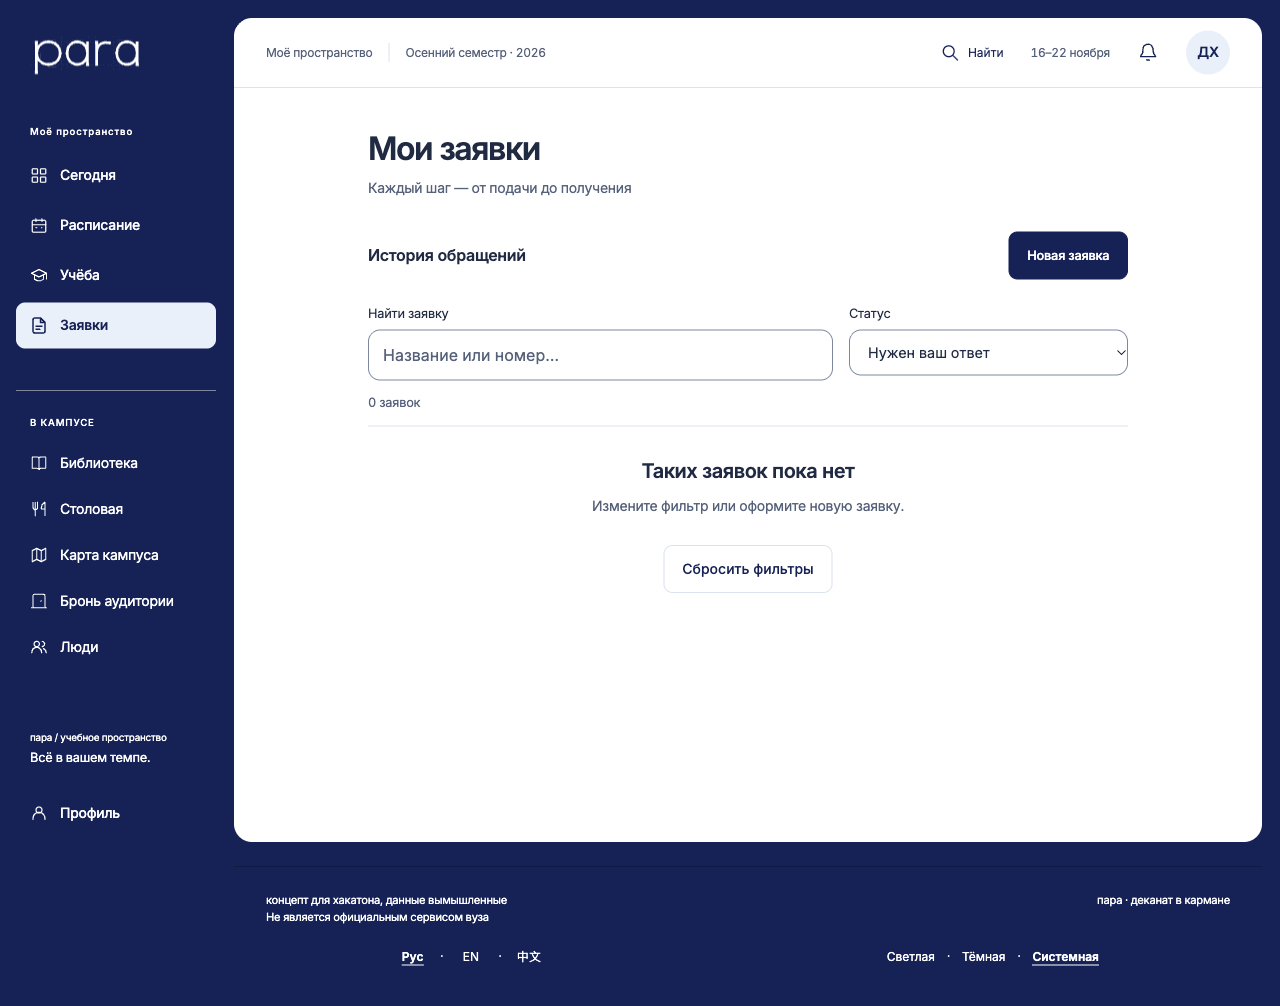 para
Моё пространство
Сегодня
Расписание
Учёба
Заявки
В КАМПУСЕ
Библиотека
Столовая
Карта кампуса
Бронь аудитории
Люди
пара / учебное пространство
Всё в вашем темпе.
Профиль
Моё пространство
Осенний семестр · 2026
Найти
16–22 ноября
ДХ
Мои заявки
Каждый шаг — от подачи до получения
История обращений
Новая заявка
Найти заявку
Статус
Название или номер...
Нужен ваш ответ
0 заявок
Таких заявок пока нет
Измените фильтр или оформите новую заявку.
Сбросить фильтры
концепт для хакатона, данные вымышленные
Не является официальным сервисом вуза
пара · деканат в кармане
Рус · EN · 中文
Светлая · Тёмная · Системная